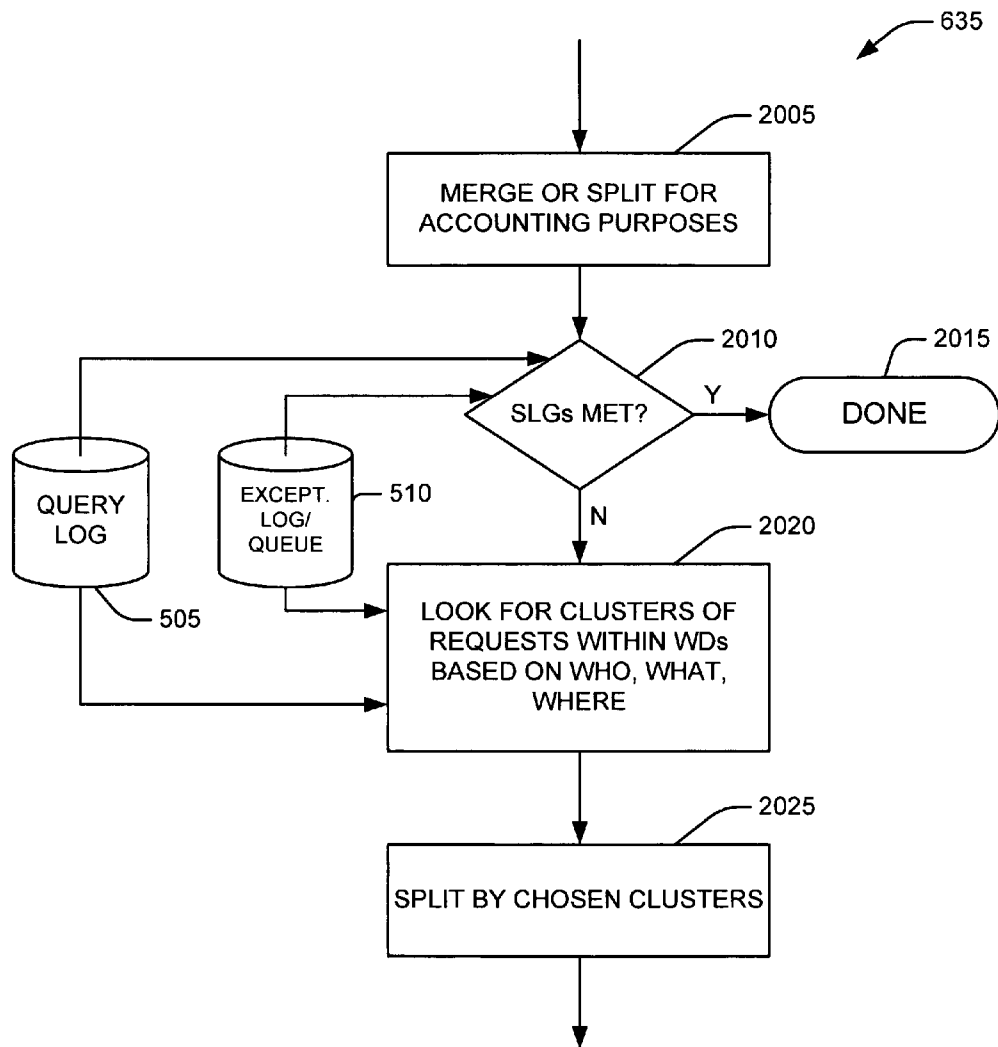 635
2005
MERGE OR SPLIT FOR
ACCOUNTING PURPOSES
2010
2015
SLGs MET?
Y
DONE
N
QUERY
LOG
505
EXCEPT.
LOG/
QUEUE
510
2020
LOOK FOR CLUSTERS OF
REQUESTS WITHIN WDs
BASED ON WHO, WHAT,
WHERE
2025
SPLIT BY CHOSEN CLUSTERS